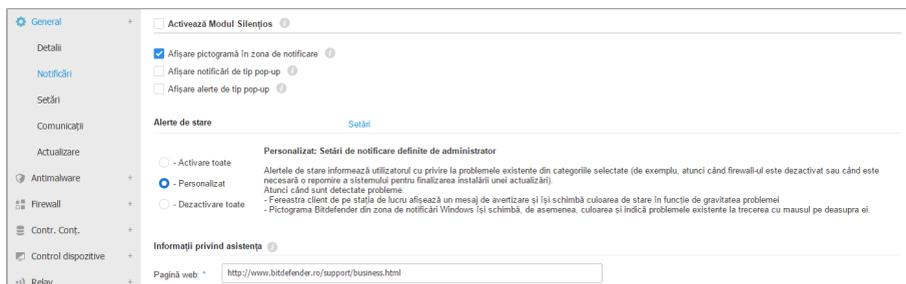 General +
Detalii
Notificări
Setări
Comunicații
Actualizare
Antimalware +
Firewall +
Contr. Conț. +
Control dispozitive +
Relay +
Activează Modul Silențios
Afișare pictogramă în zona de notificare
Afișare notificări de tip pop-up
Afișare alerte de tip pop-up
Alerte de stare Setări
- Activare toate
- Personalizat
- Dezactivare toate
Personalizat: Setări de notificare definite de administrator
Alertele de stare informează utilizatorul cu privire la problemele existente din categoriile selectate (de exemplu, atunci când firewall-ul este dezactivat sau când este
necesară o repornire a sistemului pentru finalizarea instalării unei actualizări).
Atunci când sunt detectate probleme:
- Fereastra client de pe stația de lucru afișează un mesaj de avertizare și își schimbă culoarea de stare în funcție de gravitatea problemei
- Pictograma Bitdefender din zona de notificări Windows își schimbă, de asemenea, culoarea și indică problemele existente la trecerea cu mausul pe deasupra ei.
Informații privind asistența
Pagină web: * http://www.bitdefender.ro/support/business.html